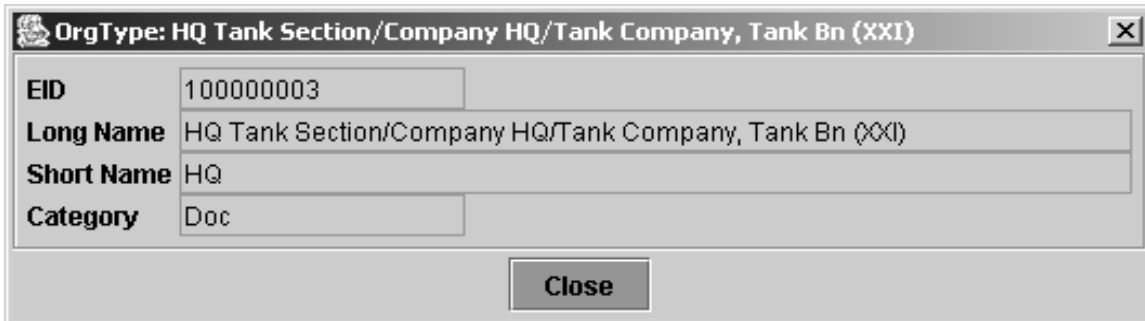 OrgType: HQ Tank Section/Company HQ/Tank Company, Tank Bn (XXI)
EID 100000003
Long Name HQ Tank Section/Company HQ/Tank Company, Tank Bn (XXI)
Short Name HQ
Category Doc
Close